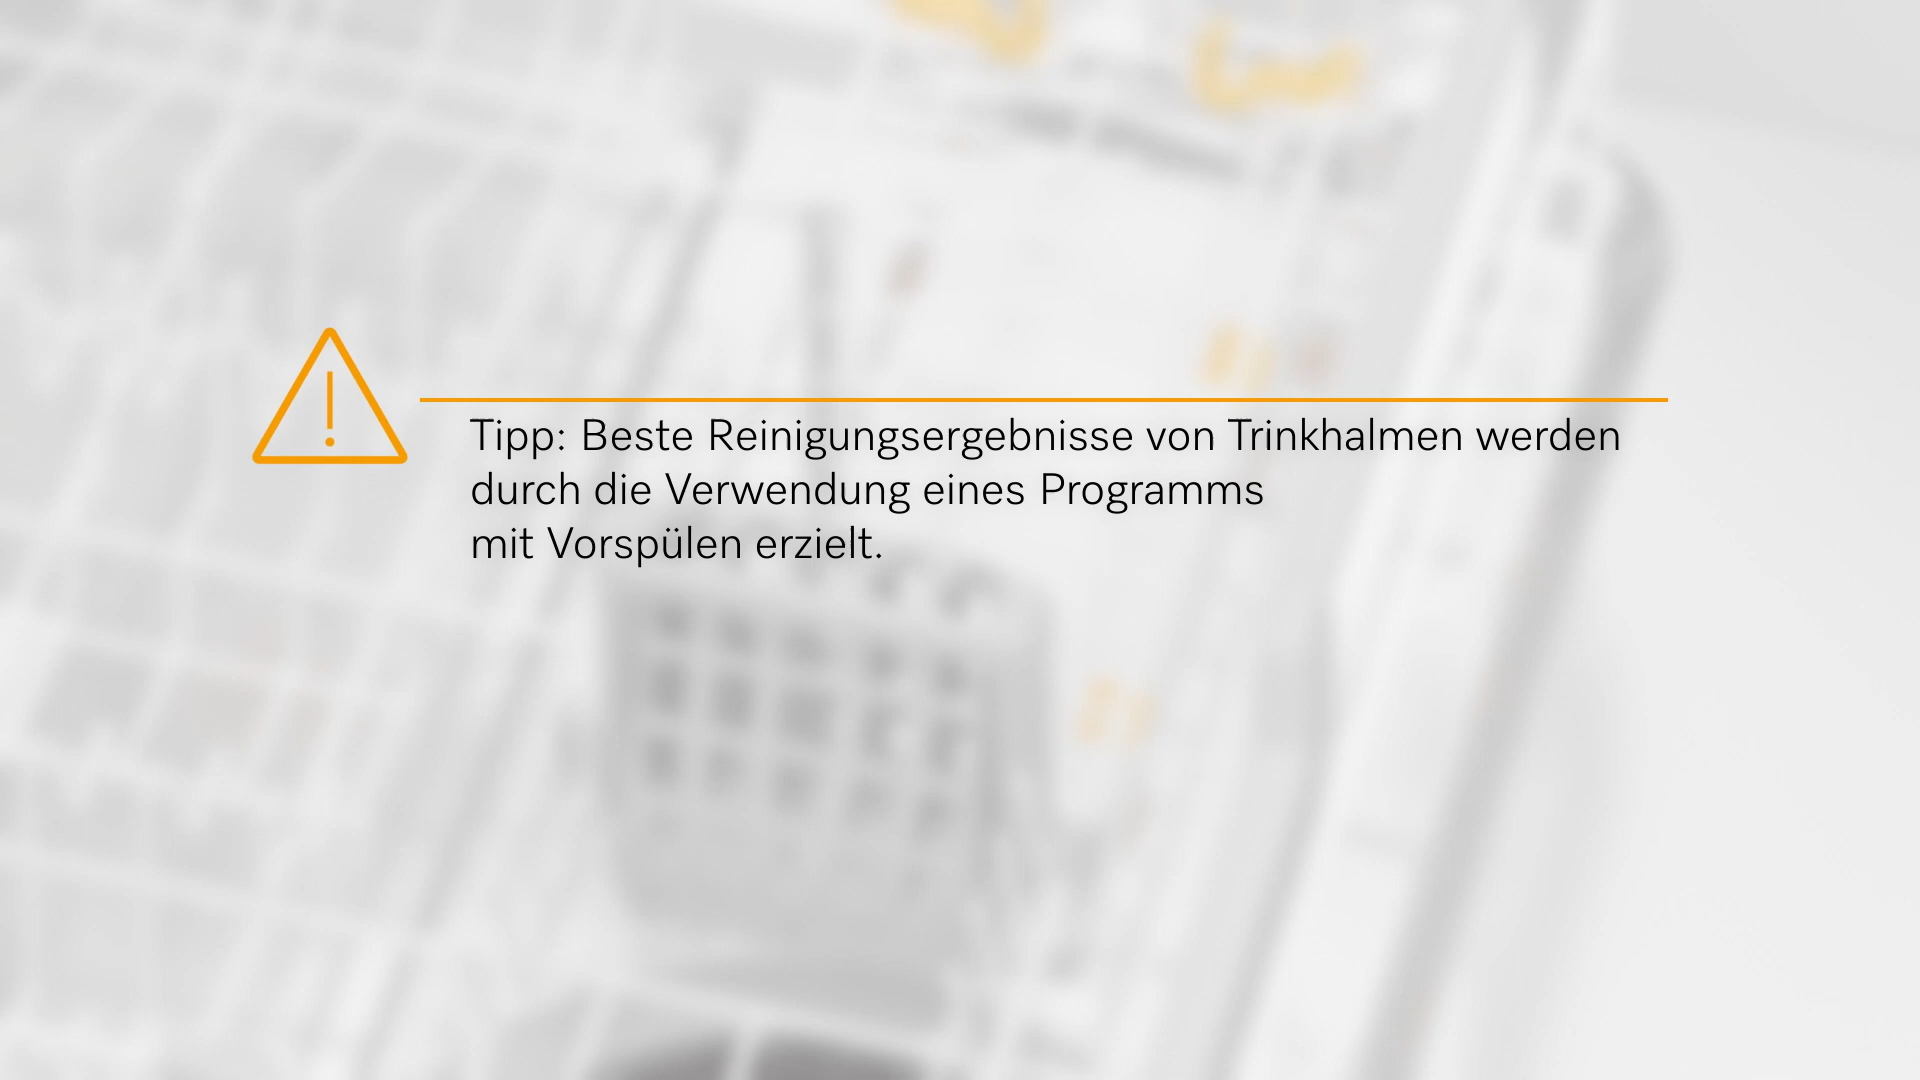 Tipp: Beste Reinigungsergebnisse von Trinkhalmen werden
durch die Verwendung eines Programms
mit Vorspülen erzielt.